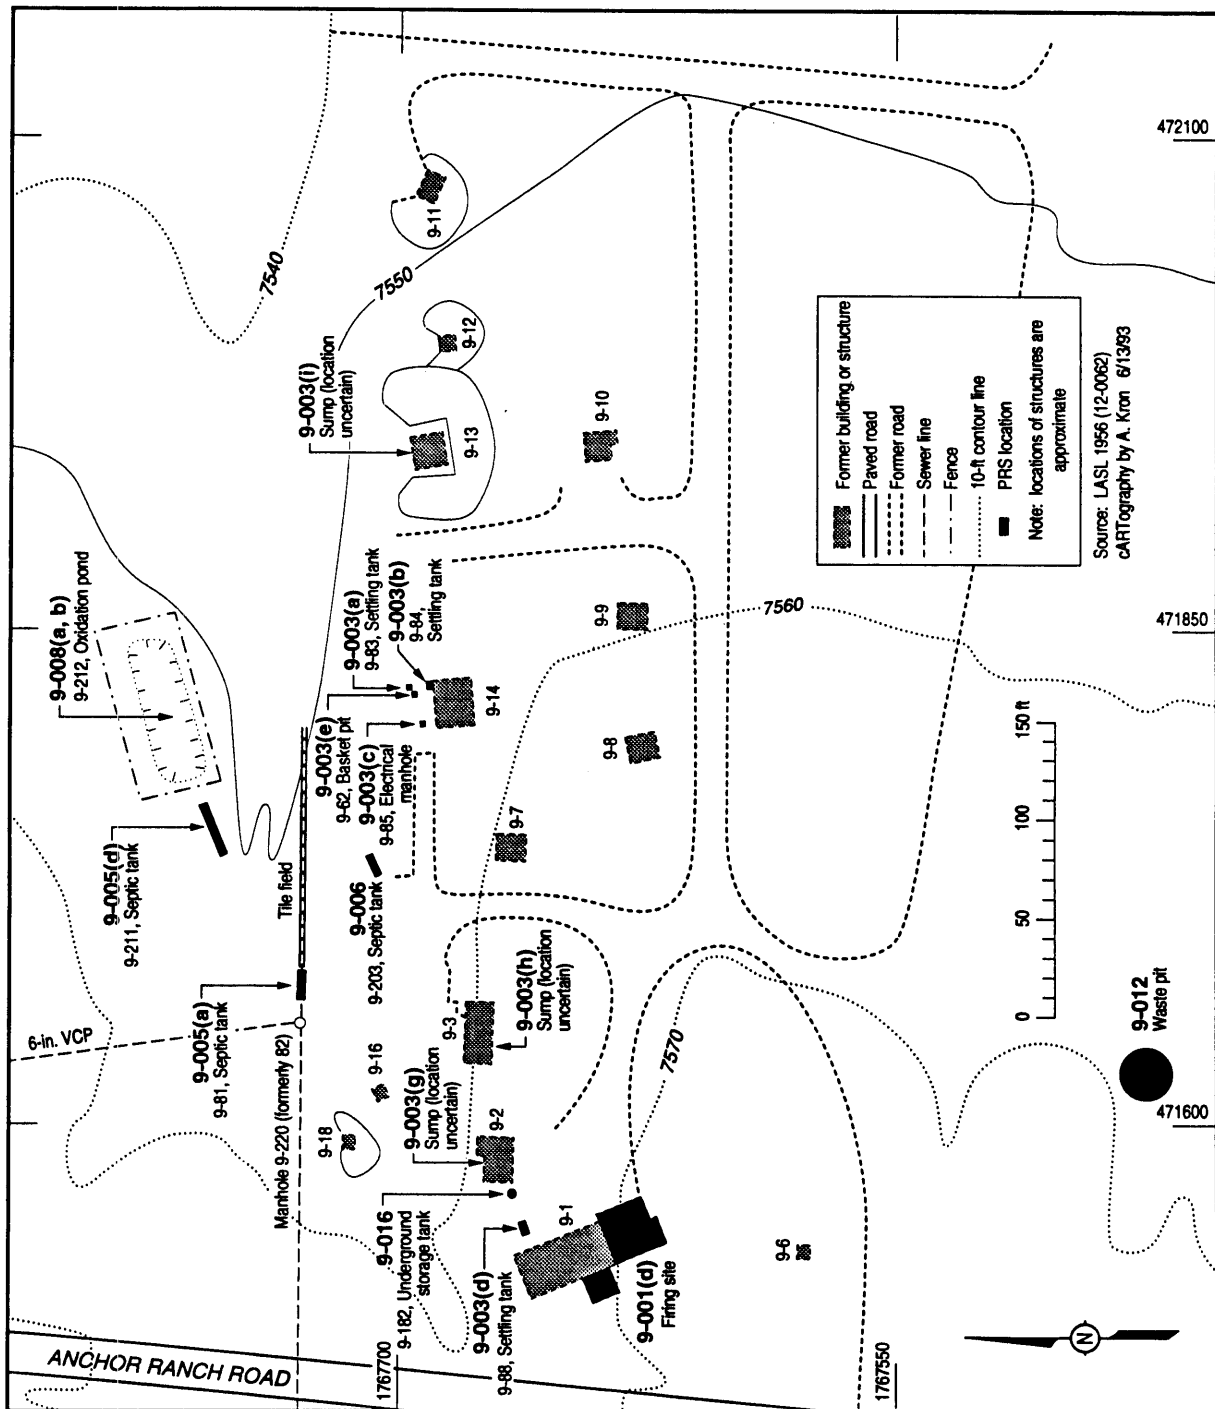 472100
471850
471600
1767700
1767550
7540
7550
7560
7570
9-008(a, b)
9-212, Oxidation pond
9-005(d)
9-211, Septic tank
Tile field
9-005(a)
9-81, Septic tank
6-in. VCP
Manhole 9-220 (formerly 82)
9-003(i)
Sump (location
uncertain)
9-11
9-12
9-13
9-10
9-003(a)
9-83, Settling tank
9-003(b)
9-84,
Settling tank
9-003(e)
9-62, Basket pit
9-003(c)
9-85, Electrical
manhole
9-14
9-9
9-8
9-7
9-006
9-203, Septic tank
9-3
9-003(h)
Sump (location
uncertain)
9-16
9-18
9-003(g)
Sump (location
uncertain)
9-2
9-016
9-182, Underground
storage tank
9-003(d)
9-88, Settling tank
9-1
9-001(d)
Firing site
9-6
9-012
Waste pit
ANCHOR RANCH ROAD
Former building or structure
Paved road
Former road
Sewer line
Fence
10-ft contour line
PRS location
Note: locations of structures are
approximate
Source: LASL 1956 (12-0062)
cARTography by A. Kron 6/13/93
0 50 100 150 ft
N